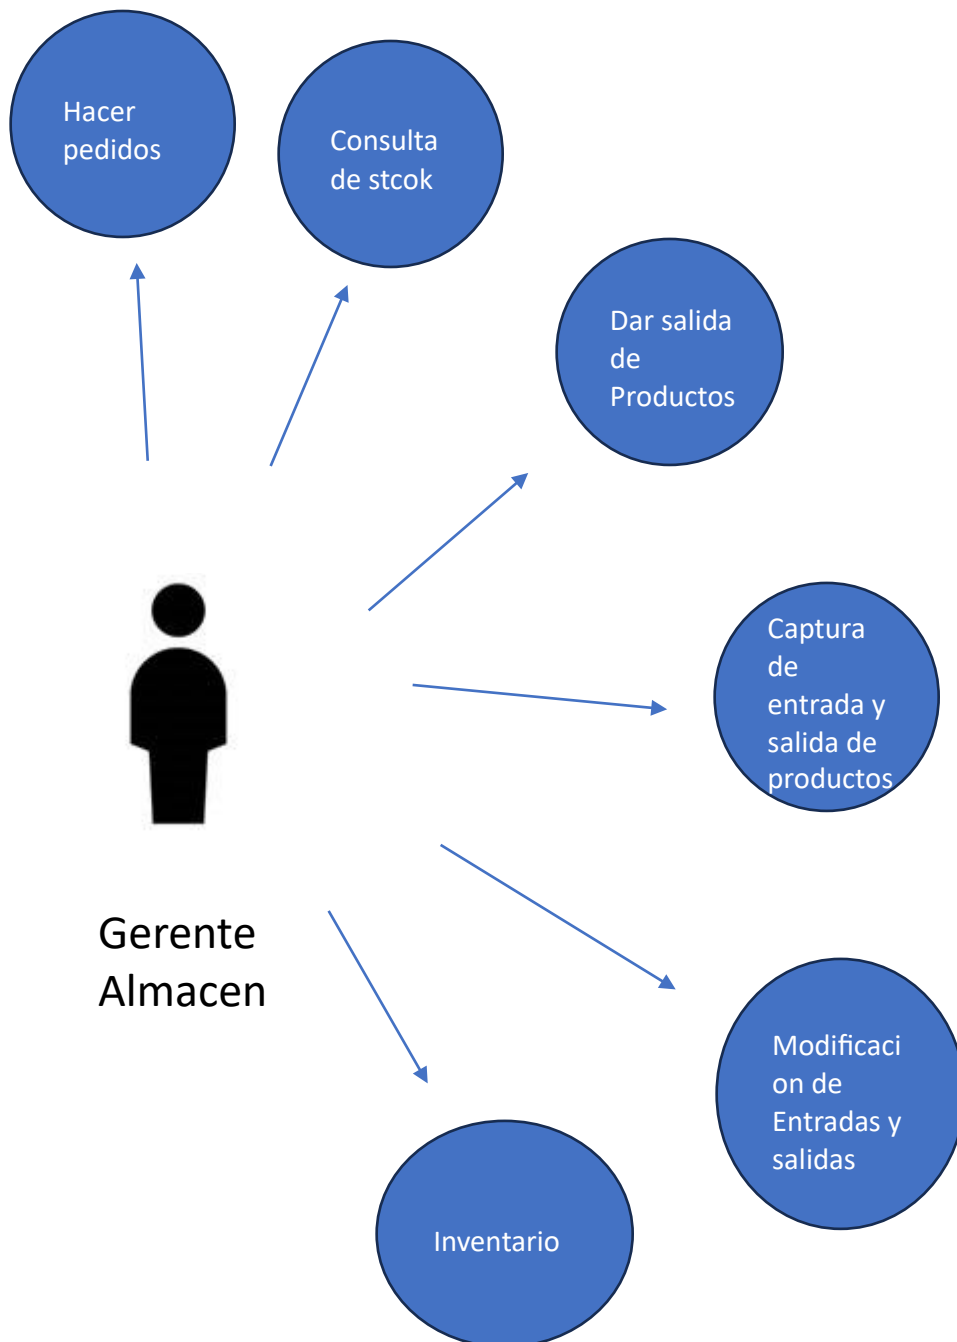 Hacer
pedidos
Consulta
de stcok
Dar salida
de
Productos
Captura
de
entrada y
salida de
productos
Gerente
Almacen
Modificaci
on de
Entradas y
salidas
Inventario